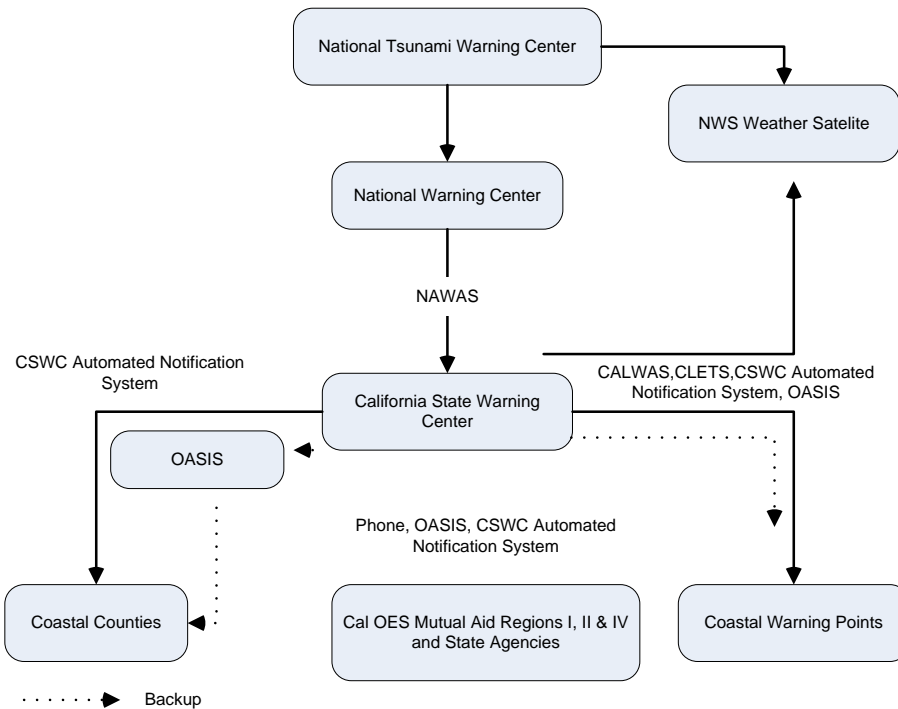 National Tsunami Warning Center
NWS Weather Satelite
National Warning Center
NAWAS
CSWC Automated Notification
System
CALWAS,CLETS,CSWC Automated
Notification System, OASIS
California State Warning
Center
OASIS
Phone, OASIS, CSWC Automated
Notification System
Coastal Counties
Cal OES Mutual Aid Regions I, II & IV
and State Agencies
Coastal Warning Points
Backup